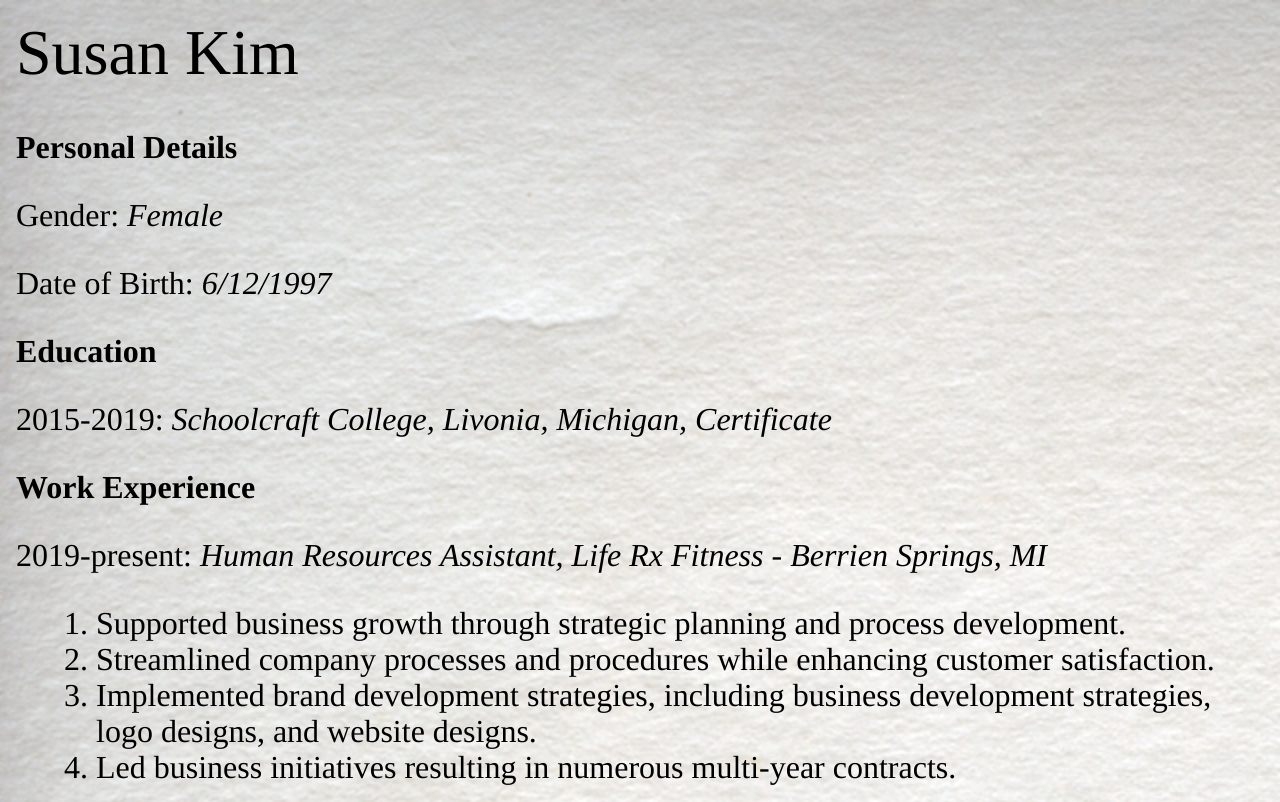 Susan Kim
Personal Details
Gender: Female
Date of Birth: 6/12/1997
Education
2015-2019: Schoolcraft College, Livonia, Michigan, Certificate
Work Experience
2019-present: Human Resources Assistant, Life Rx Fitness - Berrien Springs, MI
1. Supported business growth through strategic planning and process development.
2. Streamlined company processes and procedures while enhancing customer satisfaction.
3. Implemented brand development strategies, including business development strategies,
logo designs, and website designs.
4. Led business initiatives resulting in numerous multi-year contracts.